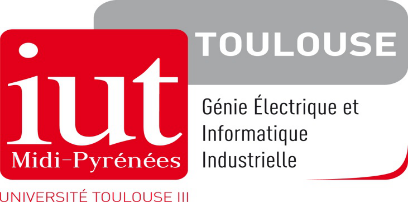 TOULOUSE
iut
Midi-Pyrénées
Génie Électrique et
Informatique
Industrielle
UNIVERSITÉ TOULOUSE III